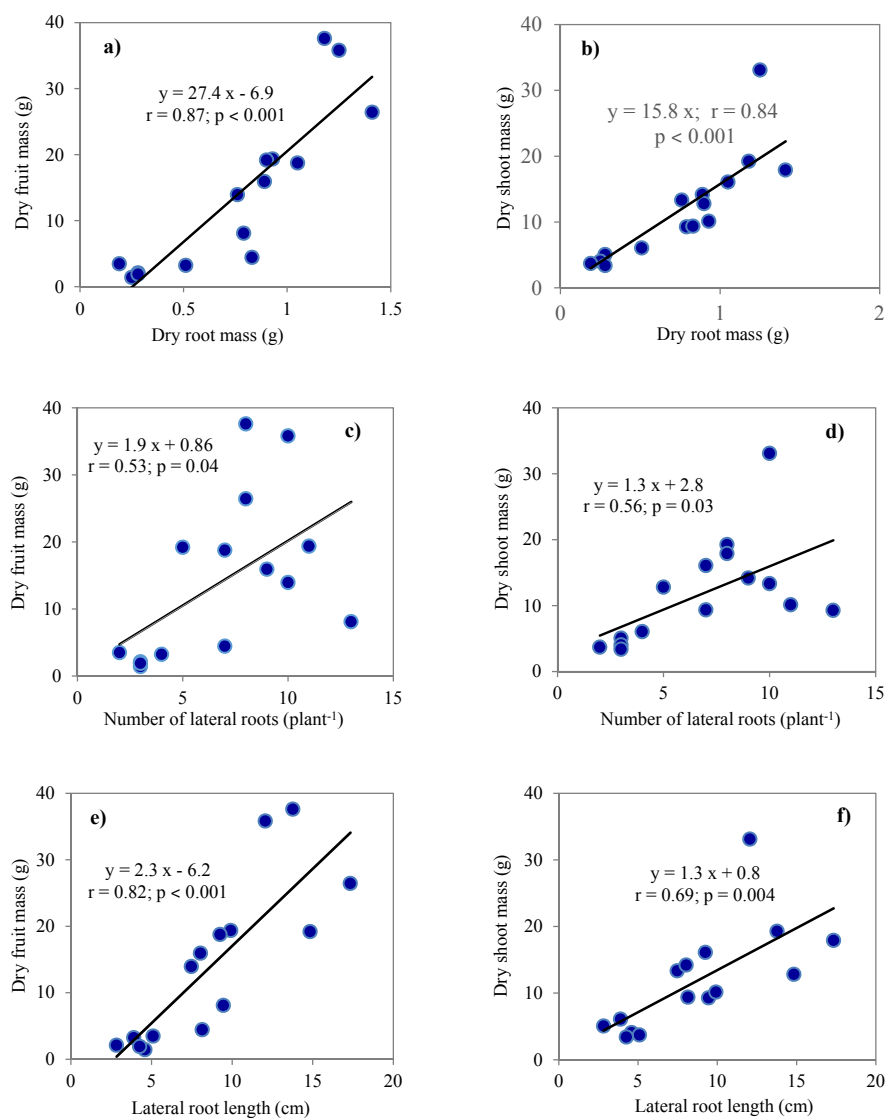 a)
y = 27.4 x - 6.9
r = 0.87; p < 0.001
Dry fruit mass (g)
40
30
20
10
0
0 0.5 1 1.5
Dry root mass (g)
b)
y = 15.8 x; r = 0.84
p < 0.001
Dry shoot mass (g)
40
30
20
10
0
0 1 2
Dry root mass (g)
c)
y = 1.9 x + 0.86
r = 0.53; p = 0.04
Dry fruit mass (g)
40
30
20
10
0
0 5 10 15
Number of lateral roots (plant-1)
d)
y = 1.3 x + 2.8
r = 0.56; p = 0.03
Dry shoot mass (g)
40
30
20
10
0
0 5 10 15
Number of lateral roots (plant-1)
e)
y = 2.3 x - 6.2
r = 0.82; p < 0.001
Dry fruit mass (g)
40
30
20
10
0
0 5 10 15 20
Lateral root length (cm)
f)
y = 1.3 x + 0.8
r = 0.69; p = 0.004
Dry shoot mass (g)
40
30
20
10
0
0 5 10 15 20
Lateral root length (cm)